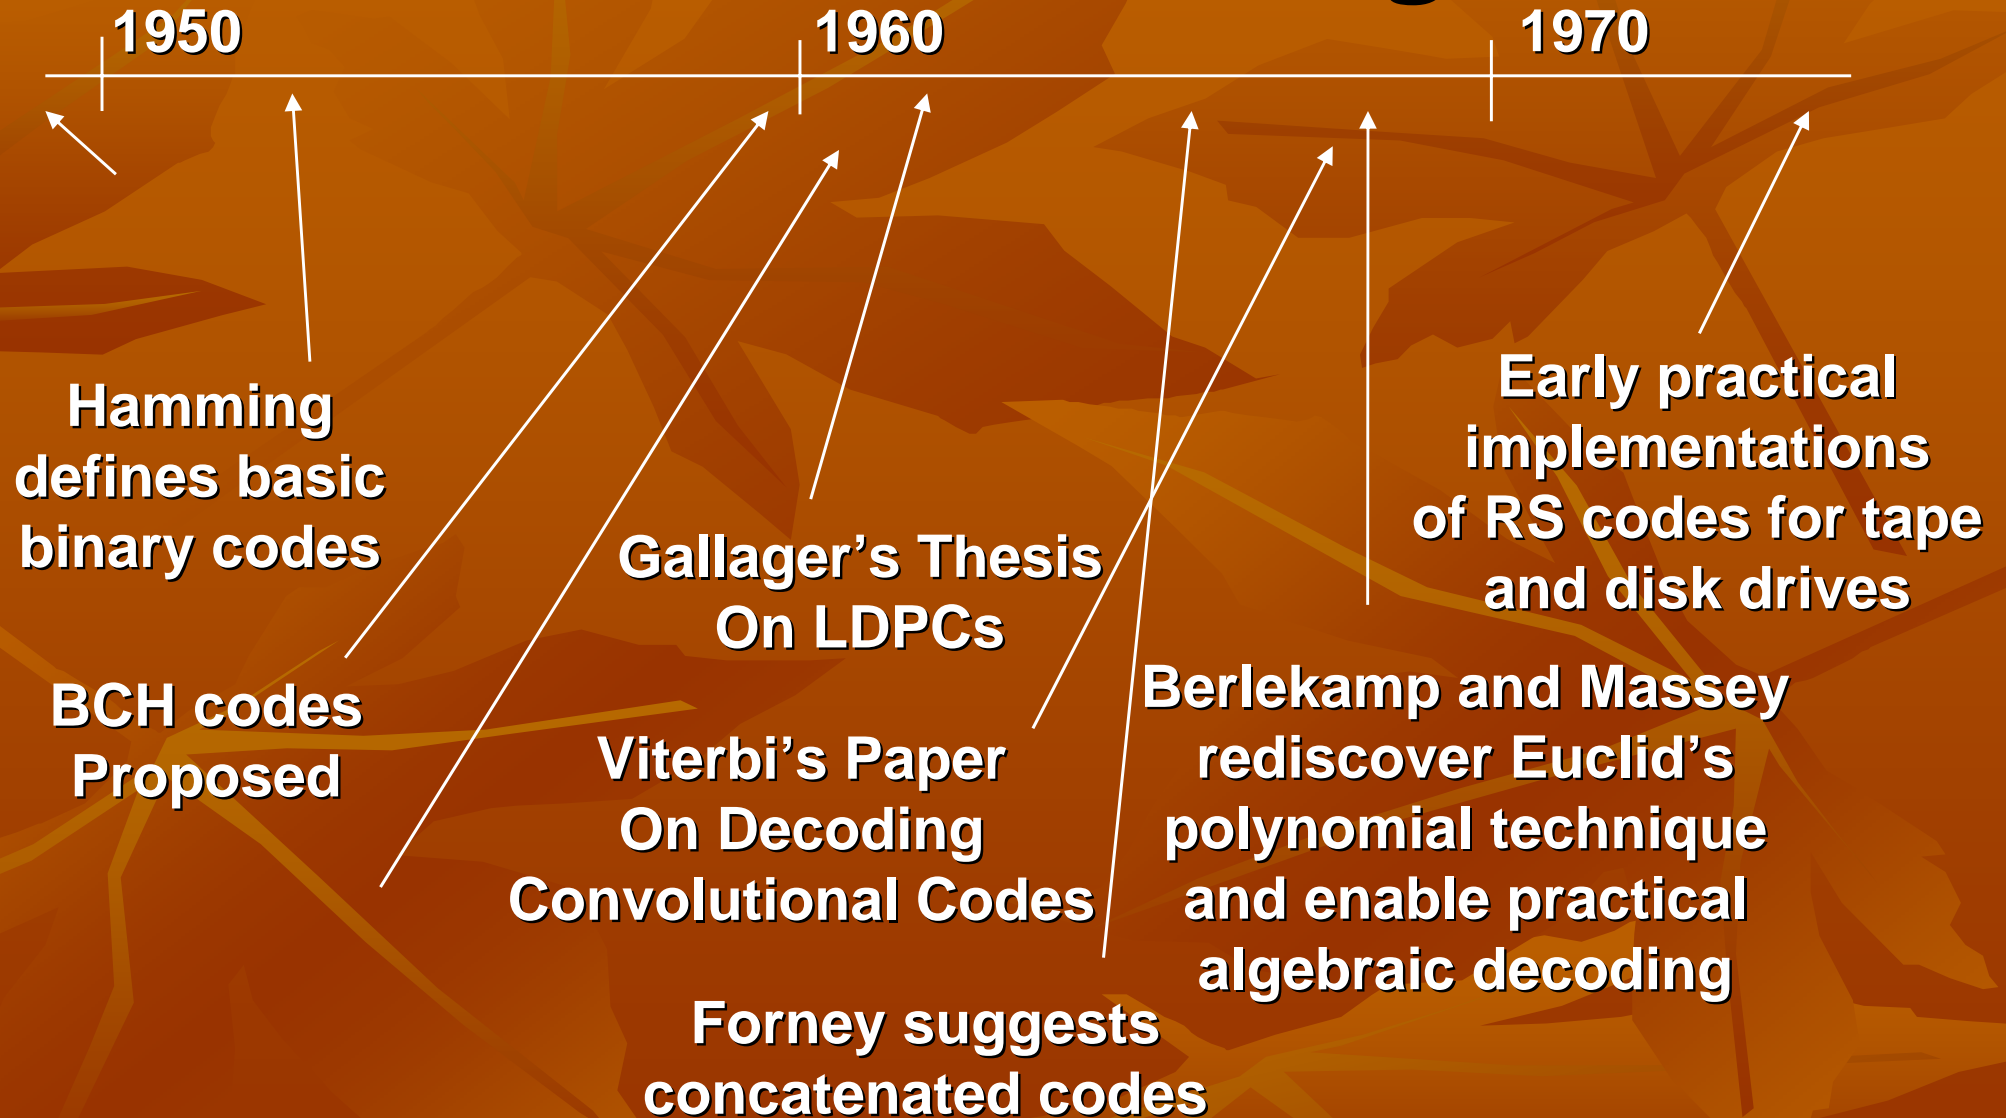 1950 1960 1970
Hamming
defines basic
binary codes
BCH codes
Proposed
Gallager’s Thesis
On LDPCs
Viterbi’s Paper
On Decoding
Convolutional Codes
Forney suggests
concatenated codes
Early practical
implementations
of RS codes for tape
and disk drives
Berlekamp and Massey
rediscover Euclid’s
polynomial technique
and enable practical
algebraic decoding